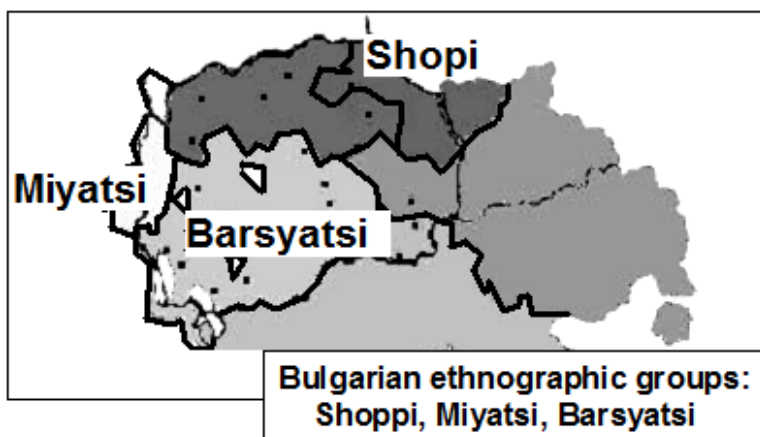 Shopi
Miyatsi
Barsyatsi
Bulgarian ethnographic groups:
Shoppi, Miyatsi, Barsyatsi